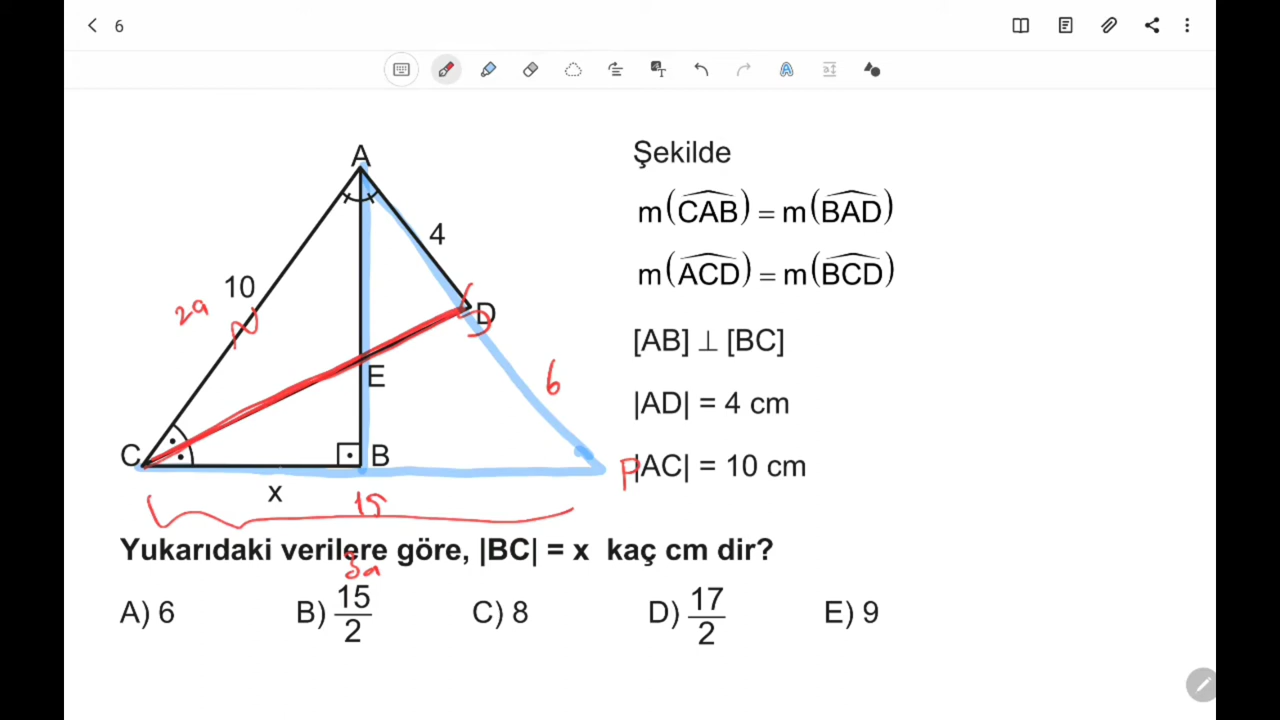 6
Şekilde
m(CAB) = m(BAD)
m(ACD) = m(BCD)
[AB] ⊥ [BC]
|AD| = 4 cm
|AC| = 10 cm
A
4
10
2a
D
E
6
C
B
P
x
15
3a
Yukarıdaki verilere göre, |BC| = x kaç cm dir?
A) 6 B) 15/2 C) 8 D) 17/2 E) 9